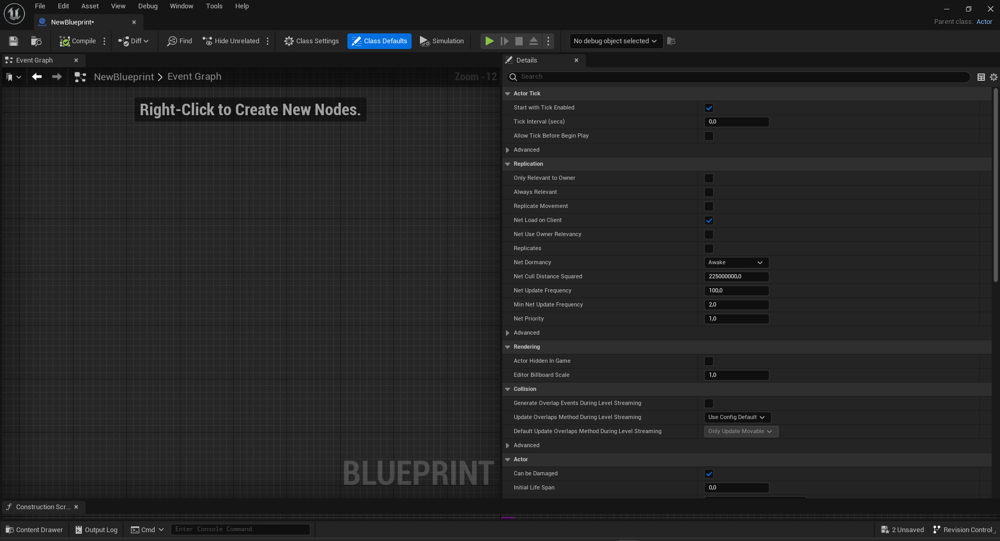 File Edit Asset View Debug Window Tools Help
NewBlueprint*
Parent class: Actor
Compile Diff Find Hide Unrelated Class Settings Class Defaults Simulation No debug object selected
Event Graph
NewBlueprint > Event Graph
Zoom -12
Right-Click to Create New Nodes.
BLUEPRINT
Details
Search
Actor Tick
Start with Tick Enabled
Tick Interval (secs) 0,0
Allow Tick Before Begin Play
Advanced
Replication
Only Relevant to Owner
Always Relevant
Replicate Movement
Net Load on Client
Net Use Owner Relevancy
Replicates
Net Dormancy Awake
Net Cull Distance Squared 225000000,0
Net Update Frequency 100,0
Min Net Update Frequency 2,0
Net Priority 1,0
Advanced
Rendering
Actor Hidden In Game
Editor Billboard Scale 1,0
Collision
Generate Overlap Events During Level Streaming
Update Overlaps Method During Level Streaming Use Config Default
Default Update Overlaps Method During Level Streaming Only Update Movable
Advanced
Actor
Can be Damaged
Initial Life Span 0,0
Construction Scr...
Content Drawer Output Log Cmd Enter Console Command 2 Unsaved Revision Control